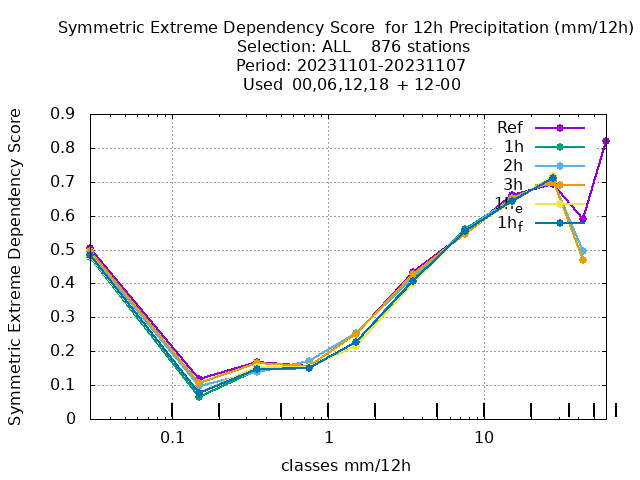 Symmetric Extreme Dependency Score for 12h Precipitation (mm/12h)
Selection: ALL 876 stations
Period: 20231101-20231107
Used 00,06,12,18 + 12-00
Symmetric Extreme Dependency Score
0.9
0.8
0.7
0.6
0.5
0.4
0.3
0.2
0.1
0
Ref
1h
2h
3h
1h_e
1h_f
0.1
1
10
classes mm/12h